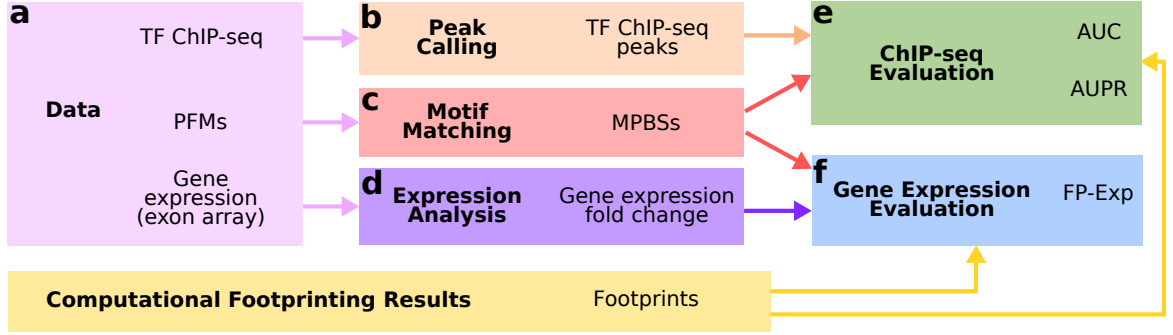 a
Data
TF ChIP-seq
PFMs
Gene
expression
(exon array)
b
Peak
Calling
TF ChIP-seq
peaks
c
Motif
Matching
MPBSs
d
Expression
Analysis
Gene expression
fold change
e
ChIP-seq
Evaluation
AUC
AUPR
f
Gene Expression
Evaluation
FP-Exp
Computational Footprinting Results
Footprints